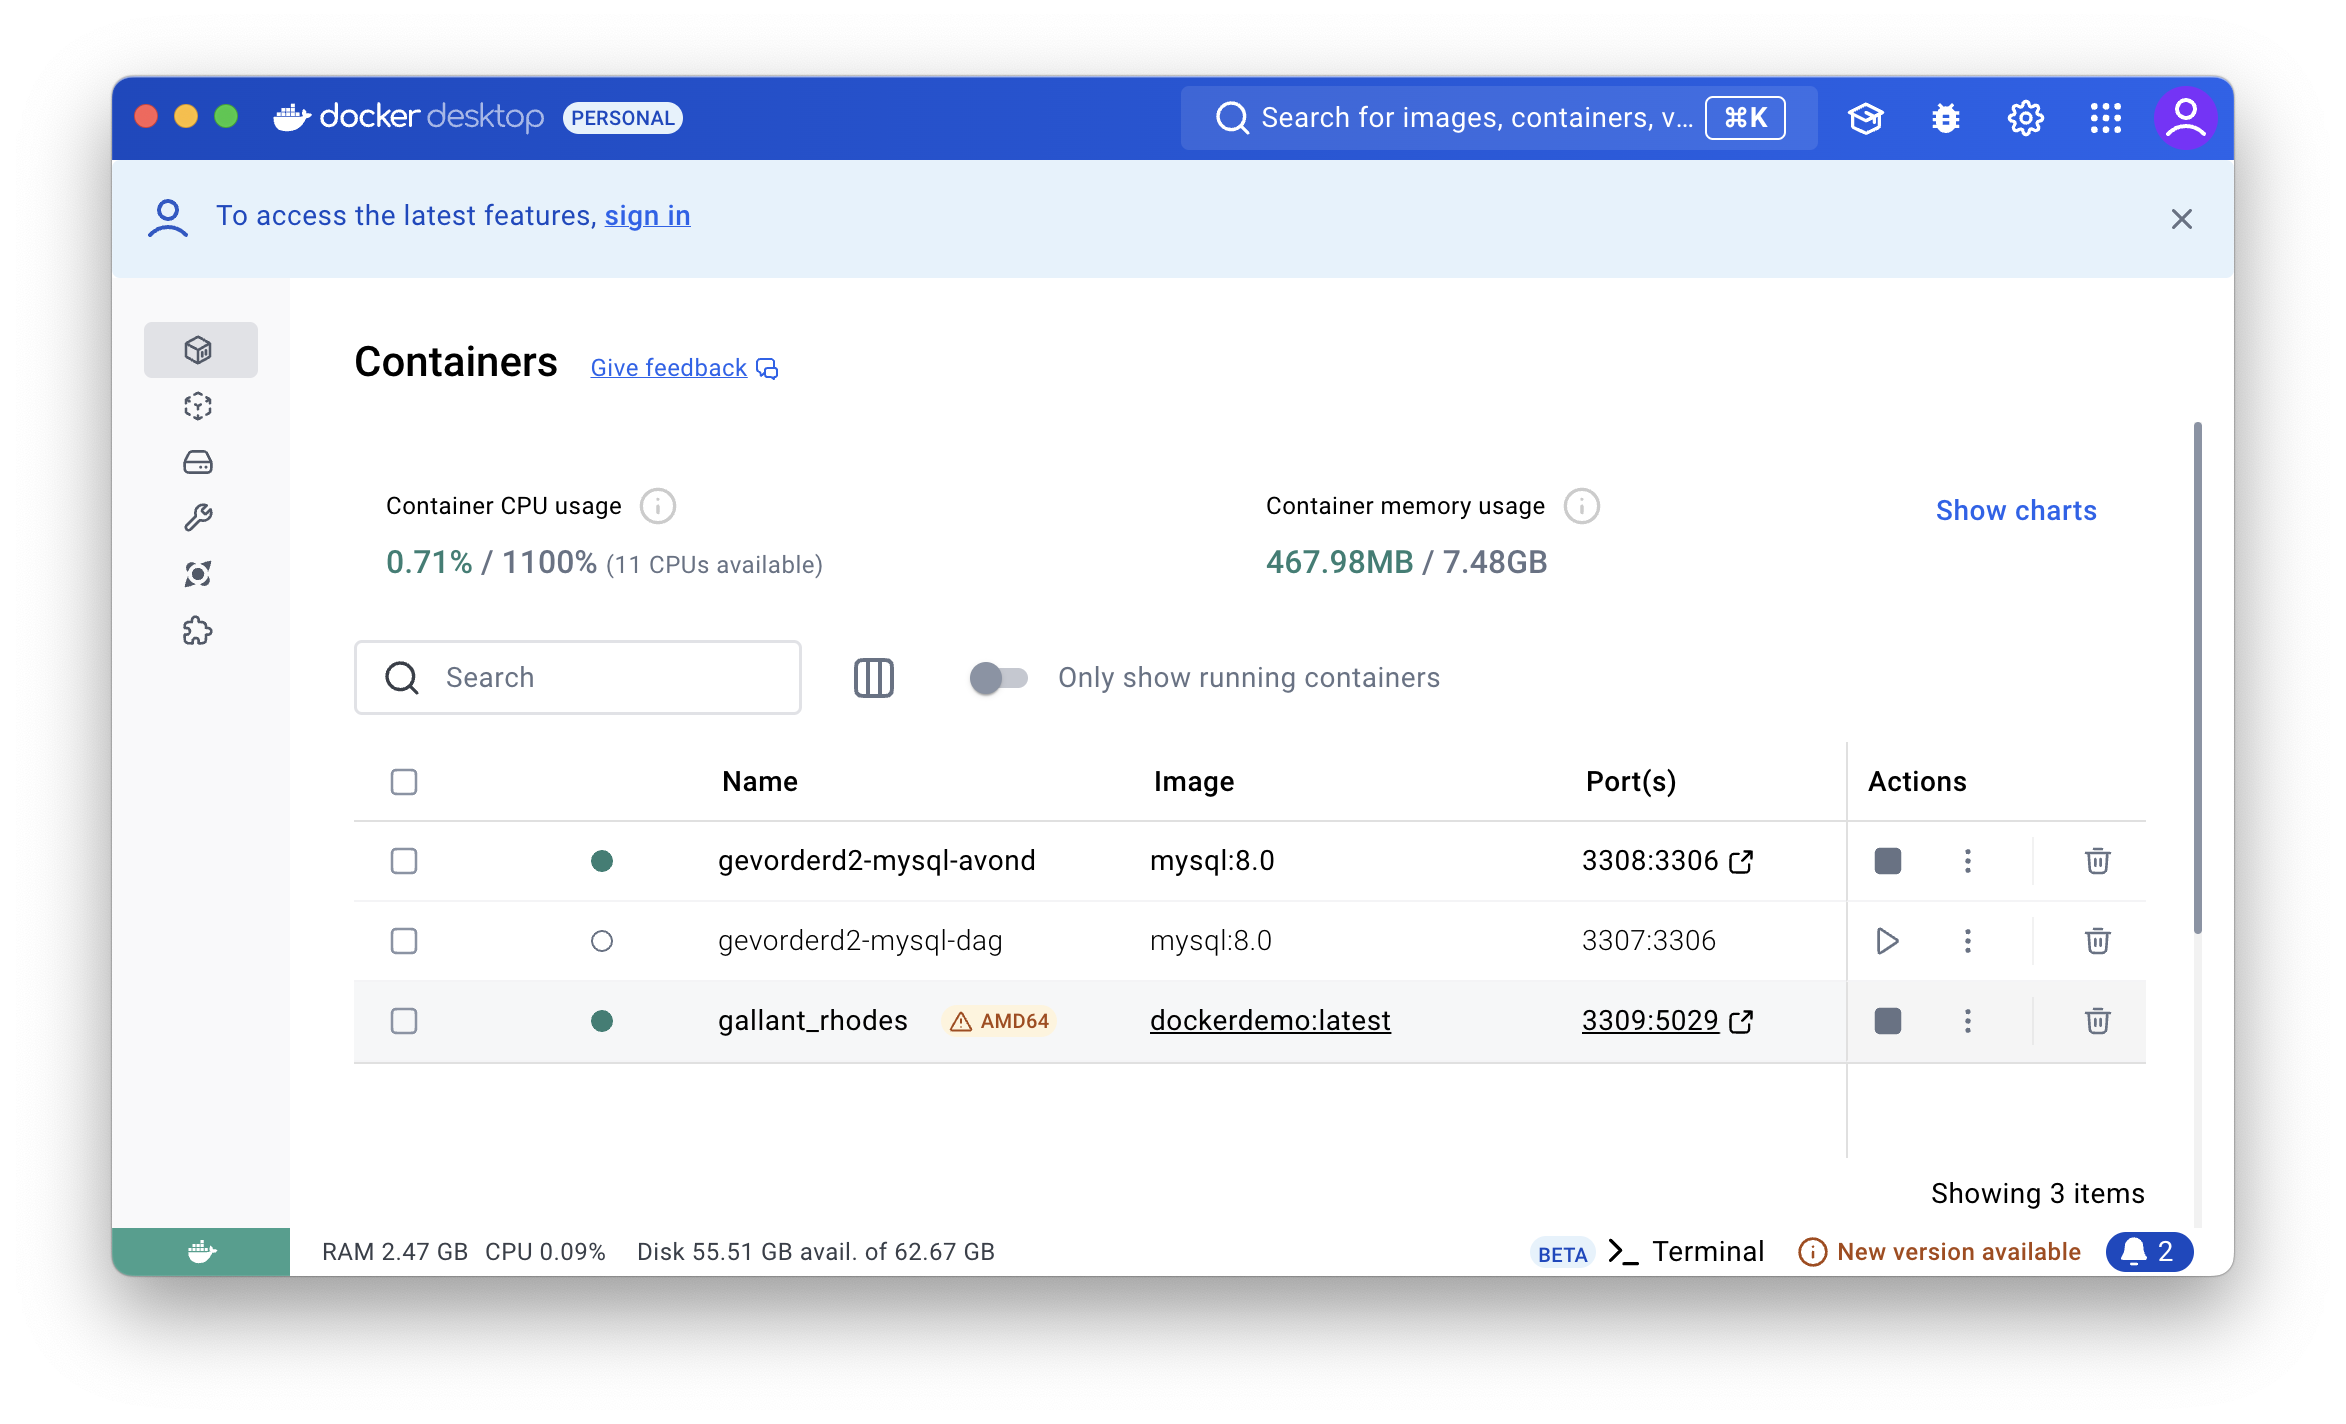 docker desktop PERSONAL Search for images, containers, v... ⌘K
To access the latest features, sign in
Containers Give feedback
Container CPU usage Container memory usage Show charts
0.71% / 1100% (11 CPUs available) 467.98MB / 7.48GB
Search Only show running containers
Name Image Port(s) Actions
gevorderd2-mysql-avond mysql:8.0 3308:3306
gevorderd2-mysql-dag mysql:8.0 3307:3306
gallant_rhodes AMD64 dockerdemo:latest 3309:5029
Showing 3 items
RAM 2.47 GB CPU 0.09% Disk 55.51 GB avail. of 62.67 GB BETA >_ Terminal New version available 2